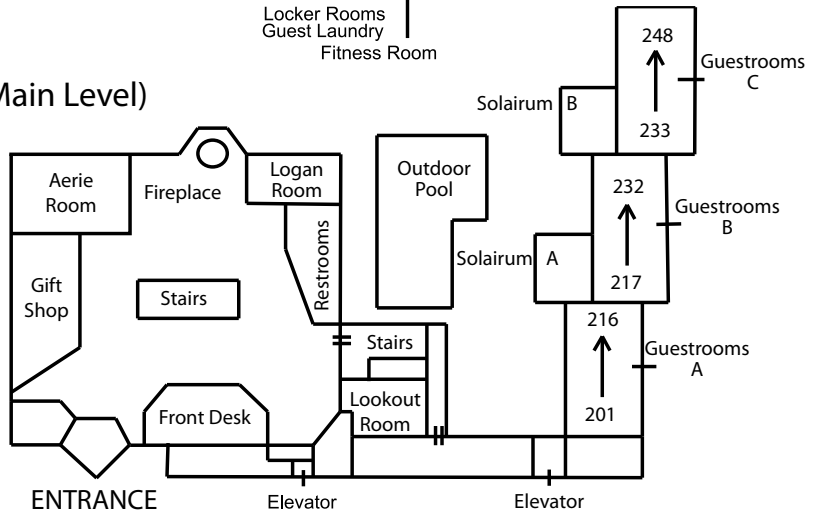 Locker Rooms
Guest Laundry
Fitness Room
Main Level)
248
Guestrooms
C
Solairum B
233
Aerie
Room
Fireplace
Logan
Room
Outdoor
Pool
232
Guestrooms
B
Restrooms
Solairum A
217
Gift
Shop
Stairs
216
Stairs
Guestrooms
A
Lookout
Room
201
Front Desk
ENTRANCE
Elevator
Elevator